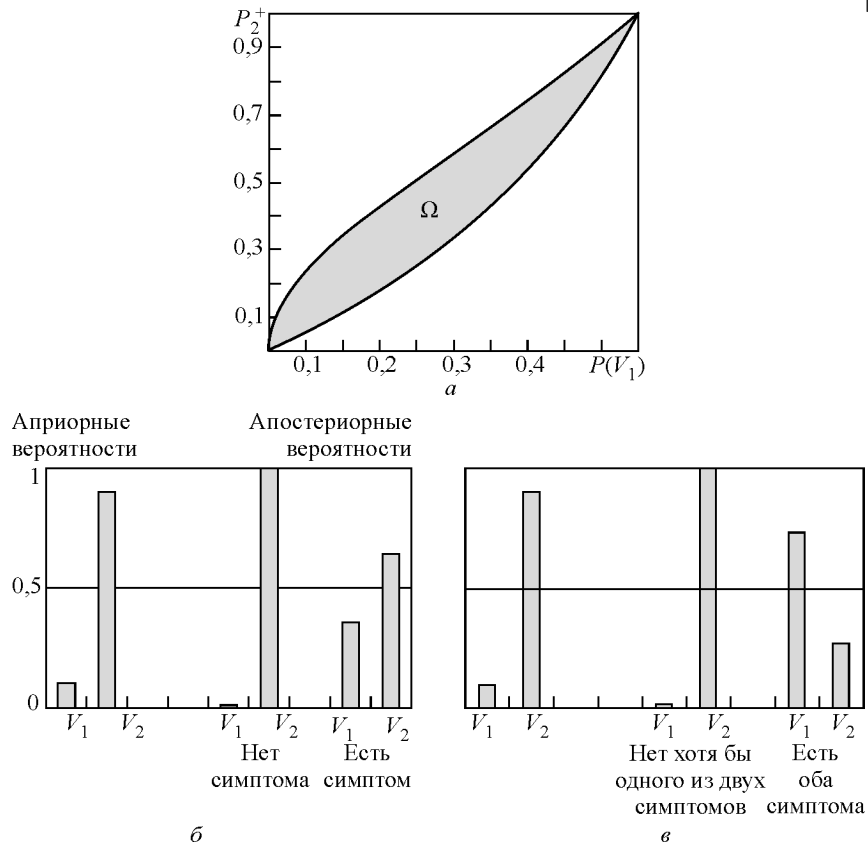 P₂⁺
0,9
0,7
0,5
0,3
0,1
Ω
0,1 0,2 0,3 0,4 P(V₁)
а
Априорные
вероятности
Апостериорные
вероятности
1
0,5
0
V₁ V₂ V₁ V₂ V₁ V₂
Нет
симптома
Есть
симптом
б
V₁ V₂ V₁ V₂ V₁ V₂
Нет хотя бы
одного из двух
симптомов
Есть
оба
симптома
в